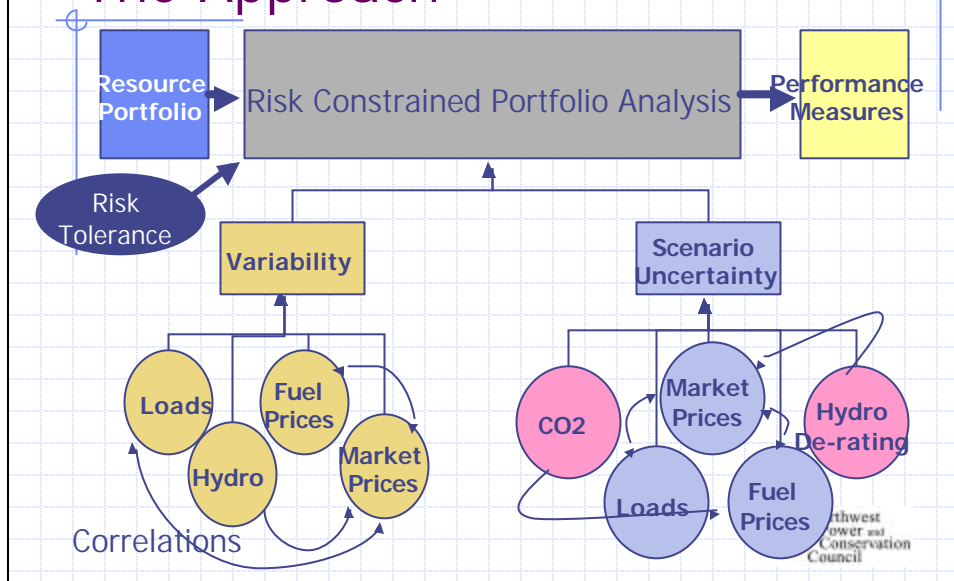 The Approach
Resource
Portfolio
Risk Constrained Portfolio Analysis
Performance
Measures
Risk
Tolerance
Variability
Scenario
Uncertainty
Loads
Hydro
Fuel
Prices
Market
Prices
Correlations
CO2
Loads
Market
Prices
Fuel
Prices
Hydro
De-rating
rthwest
ower and
Conservation
Council